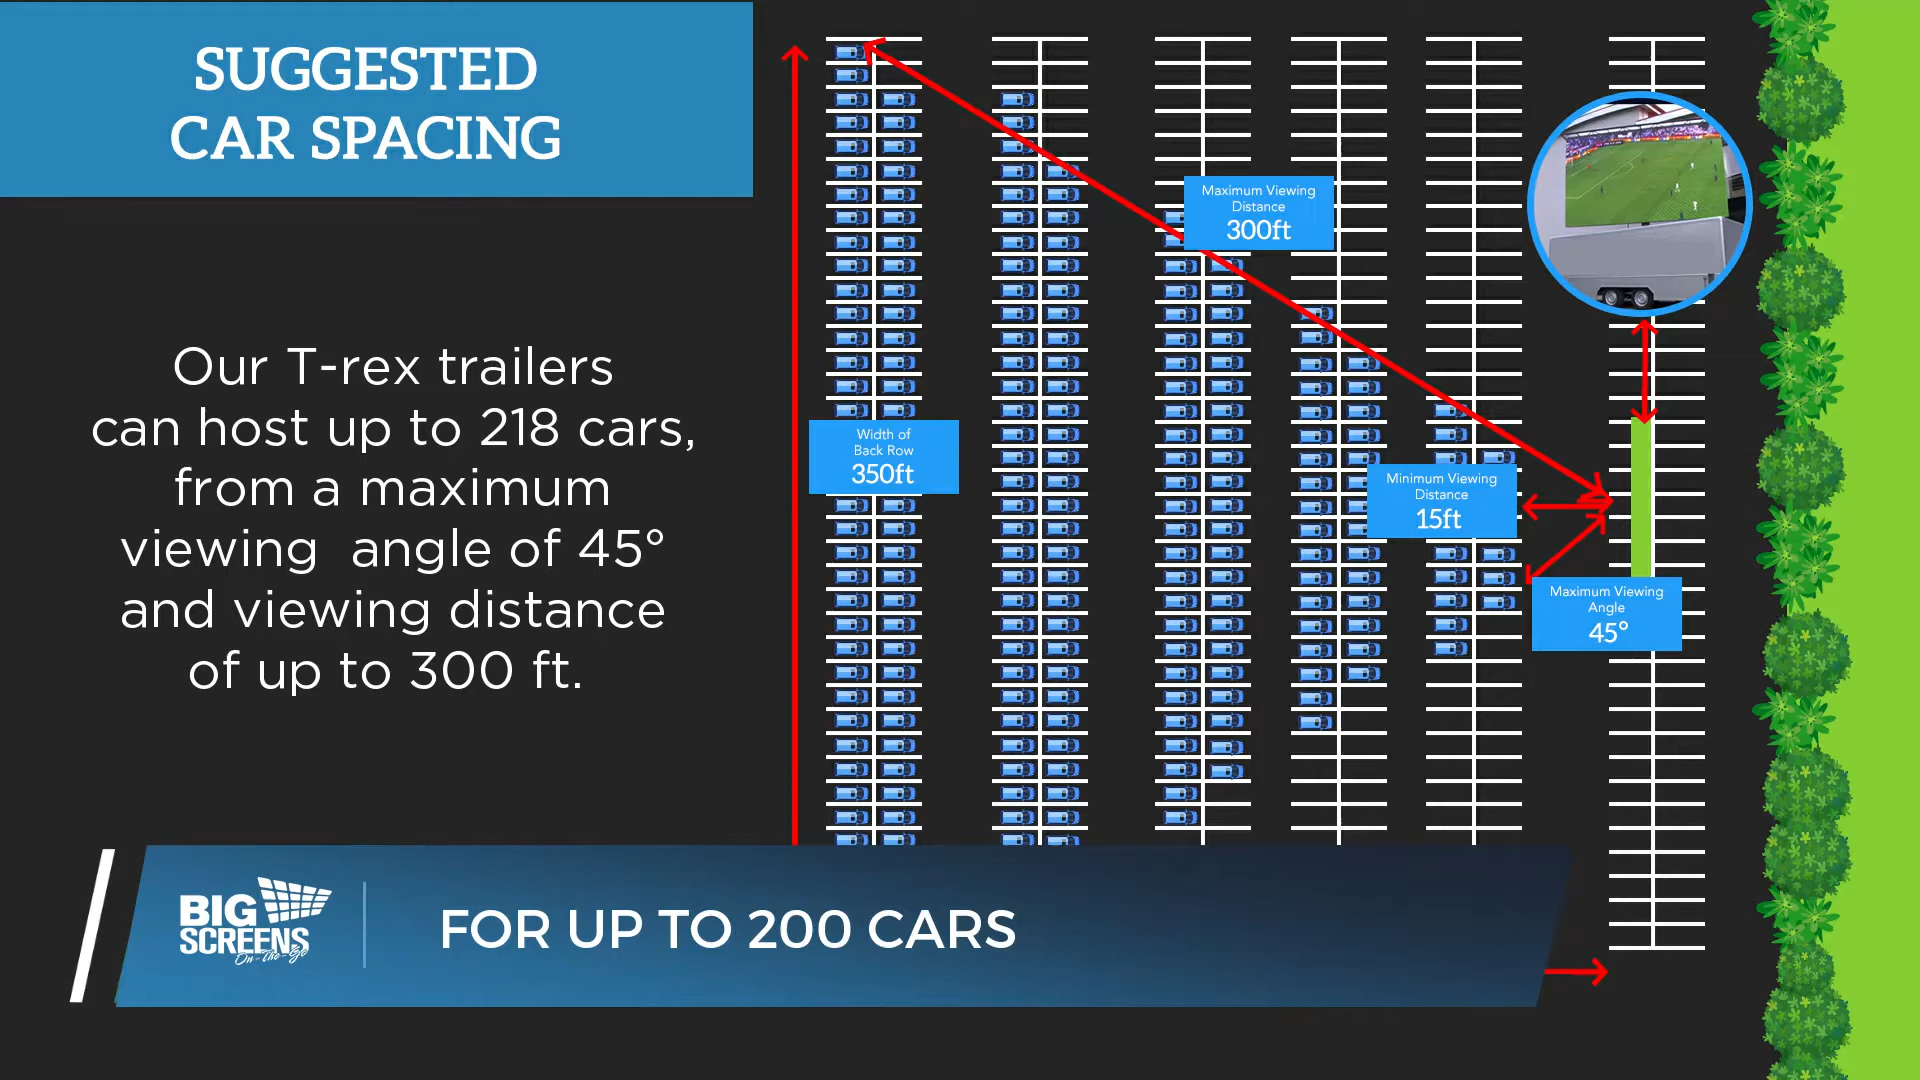 SUGGESTED
CAR SPACING
Our T-rex trailers
can host up to 218 cars,
from a maximum
viewing angle of 45°
and viewing distance
of up to 300 ft.
Maximum Viewing
Distance
300ft
Width of
Back Row
350ft
Minimum Viewing
Distance
15ft
Maximum Viewing
Angle
45°
BIG
SCREENS
On-The-Go
FOR UP TO 200 CARS